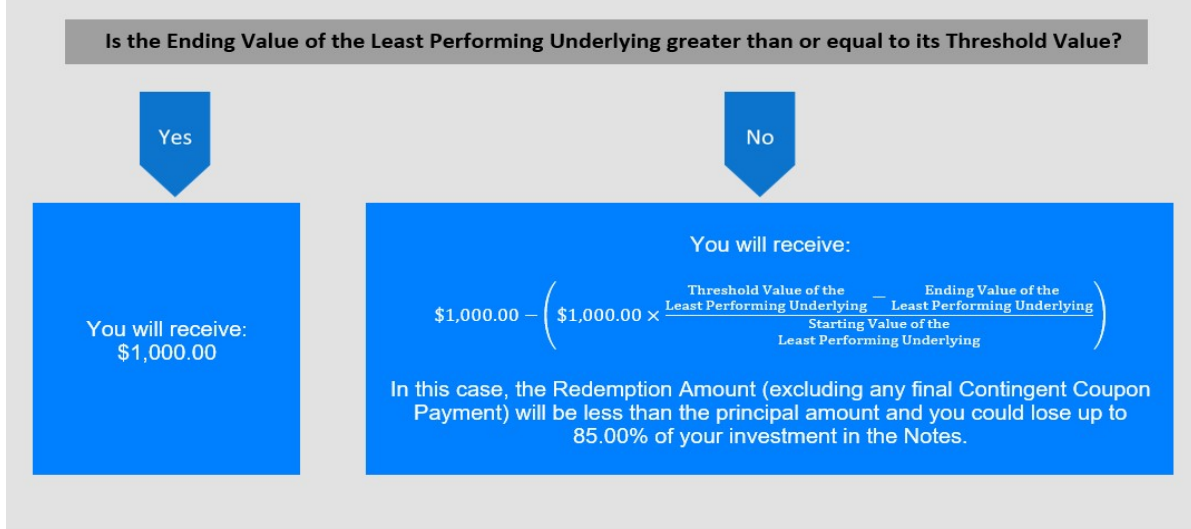 Is the Ending Value of the Least Performing Underlying greater than or equal to its Threshold Value?
Yes
No
You will receive:
$1,000.00
You will receive:
$1,000.00 − ( $1,000.00 × (Threshold Value of the Least Performing Underlying − Ending Value of the Least Performing Underlying) / Starting Value of the Least Performing Underlying )
In this case, the Redemption Amount (excluding any final Contingent Coupon
Payment) will be less than the principal amount and you could lose up to
85.00% of your investment in the Notes.